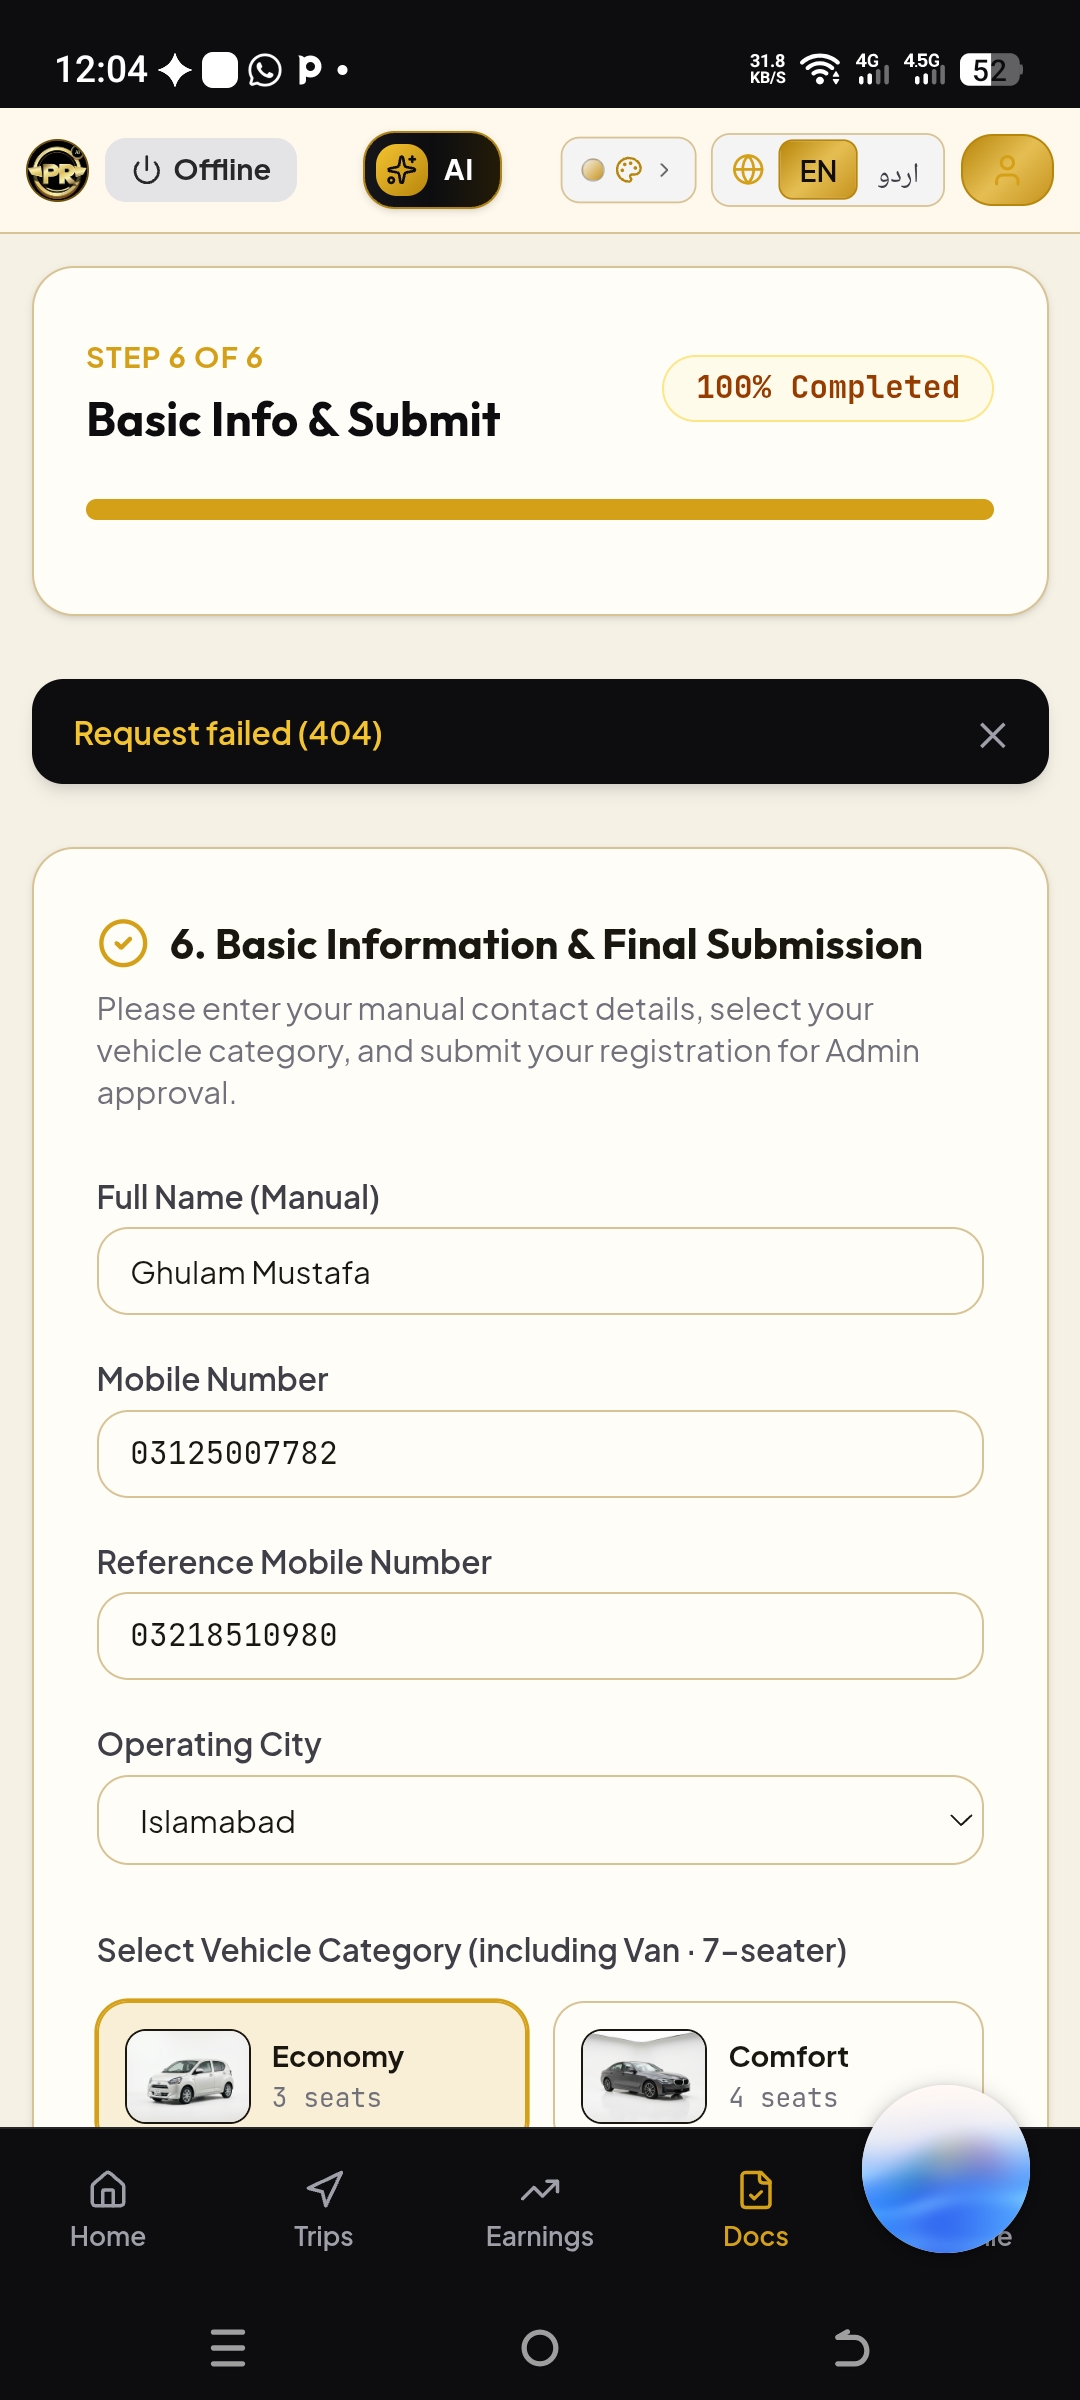 12:04
31.8
KB/S
4G
4.5G
52
PR
Offline
AI
EN
اردو
STEP 6 OF 6
Basic Info & Submit
100% Completed
Request failed (404)
6. Basic Information & Final Submission
Please enter your manual contact details, select your
vehicle category, and submit your registration for Admin
approval.
Full Name (Manual)
Ghulam Mustafa
Mobile Number
03125007782
Reference Mobile Number
03218510980
Operating City
Islamabad
Select Vehicle Category (including Van · 7-seater)
Economy
3 seats
Comfort
4 seats
Home
Trips
Earnings
Docs